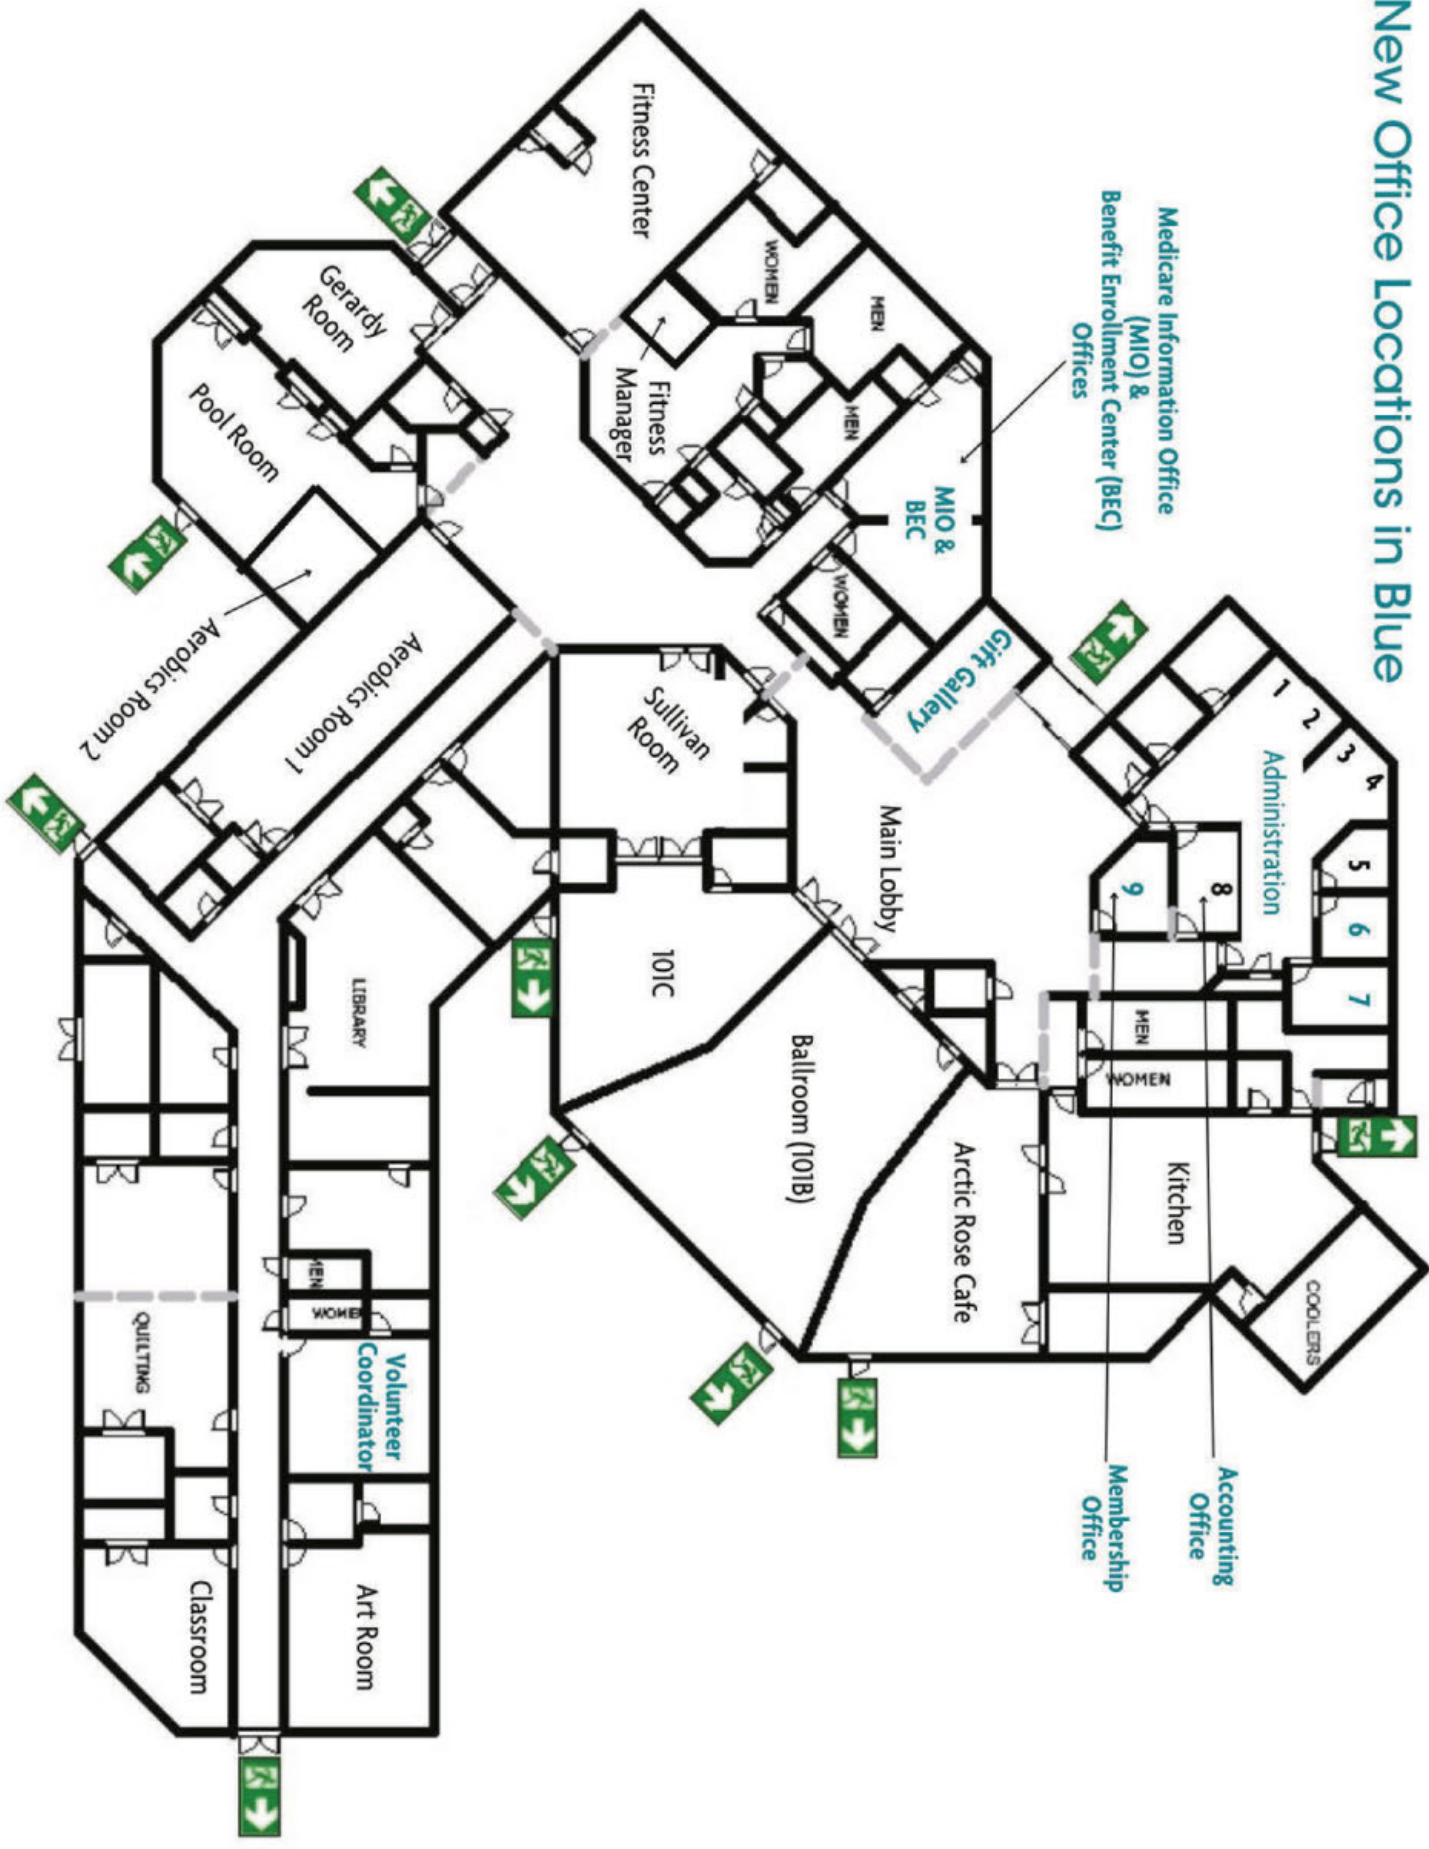 New Office Locations in Blue
Medicare Information Office
(MIO) &
Benefit Enrollment Center (BEC)
Offices
Fitness Center
WOMEN
MEN
Fitness
Manager
MEN
MIO &
BEC
WOMEN
Gift Gallery
Gerardy
Room
Pool Room
Aerobics Room 2
Aerobics Room 1
Sullivan
Room
Main Lobby
Administration
1
2
3
4
5
6
7
8
9
MEN
WOMEN
Kitchen
COOLERS
101C
Ballroom (101B)
Arctic Rose Cafe
Accounting
Office
Membership
Office
LIBRARY
MEN
WOMEN
Volunteer
Coordinator
QUILTING
Art Room
Classroom